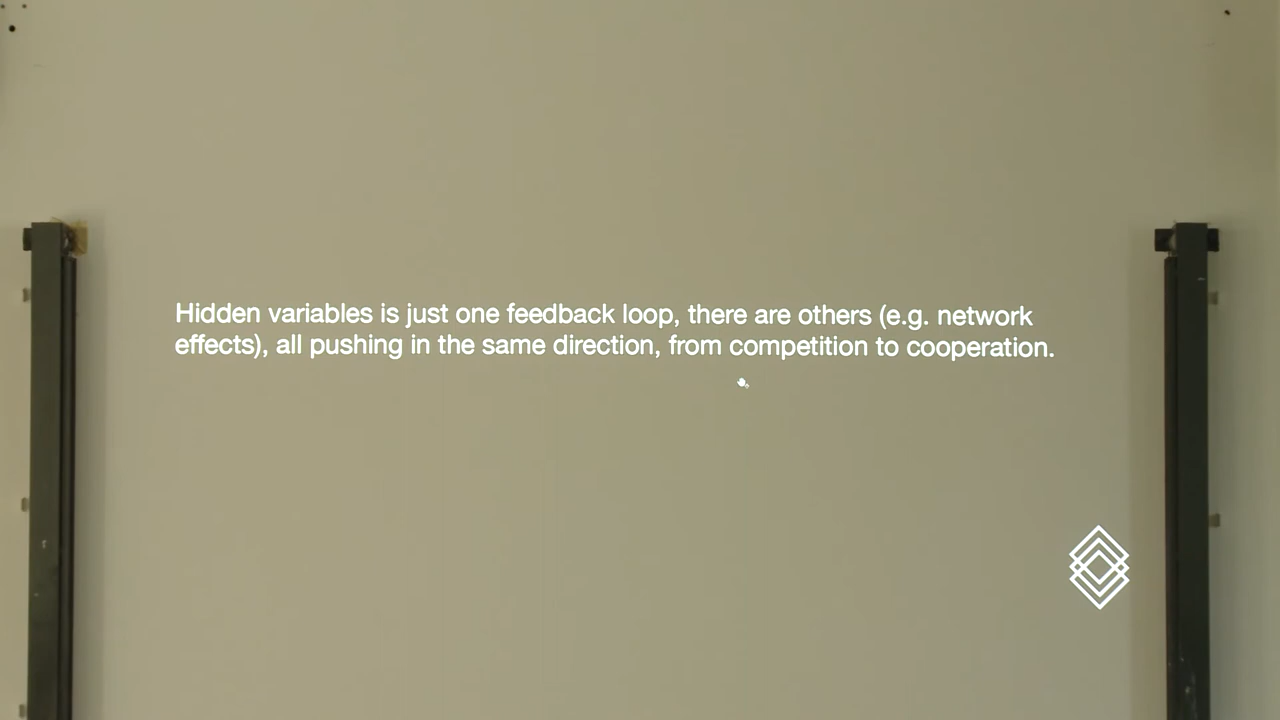 Hidden variables is just one feedback loop, there are others (e.g. network
effects), all pushing in the same direction, from competition to cooperation.